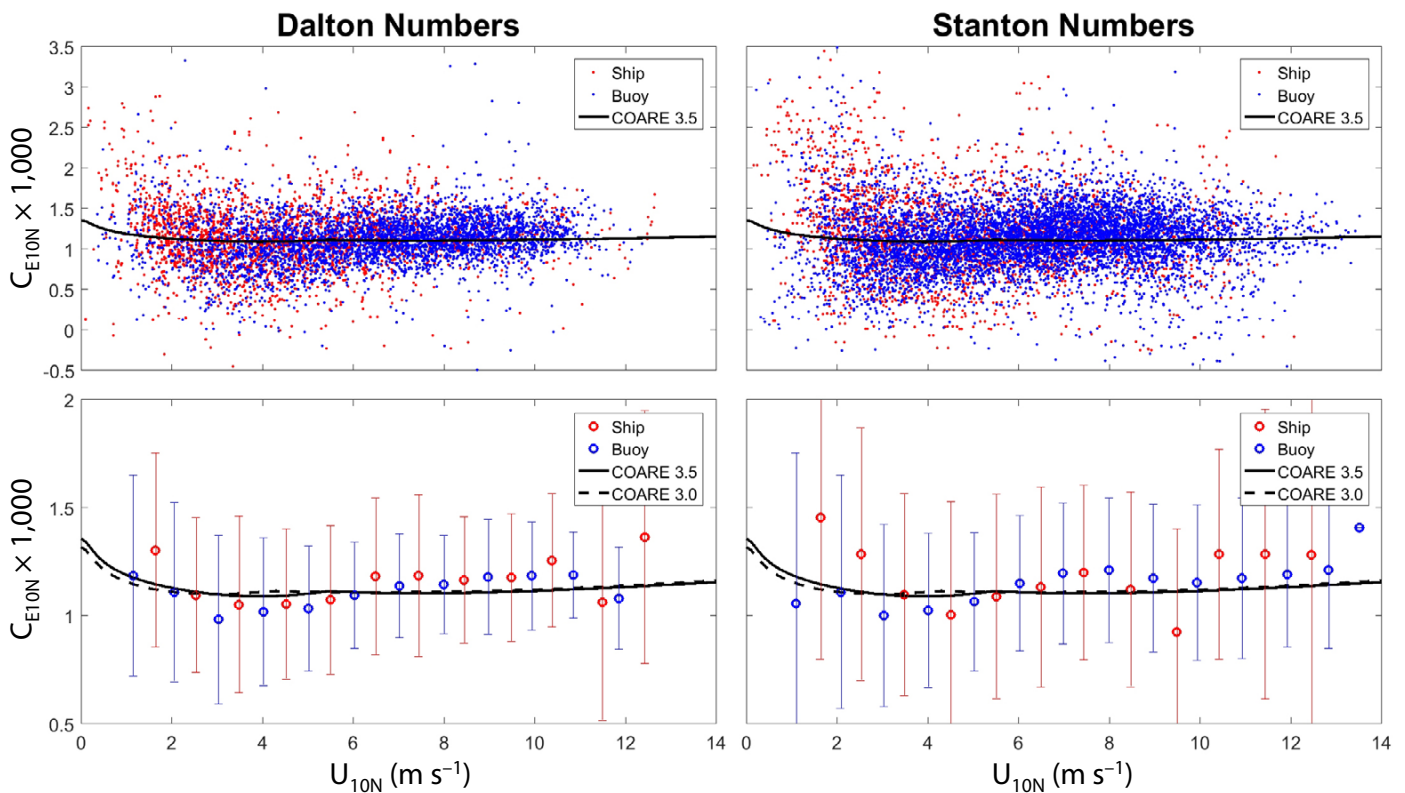 Dalton Numbers
Stanton Numbers
C_E10N × 1,000
3.5
3
2.5
2
1.5
1
0.5
0
-0.5
Ship
Buoy
COARE 3.5
Ship
Buoy
COARE 3.5
C_E10N × 1,000
2
1.5
1
0.5
Ship
Buoy
COARE 3.5
COARE 3.0
Ship
Buoy
COARE 3.5
COARE 3.0
0 2 4 6 8 10 12 14
0 2 4 6 8 10 12 14
U_10N (m s⁻¹)
U_10N (m s⁻¹)